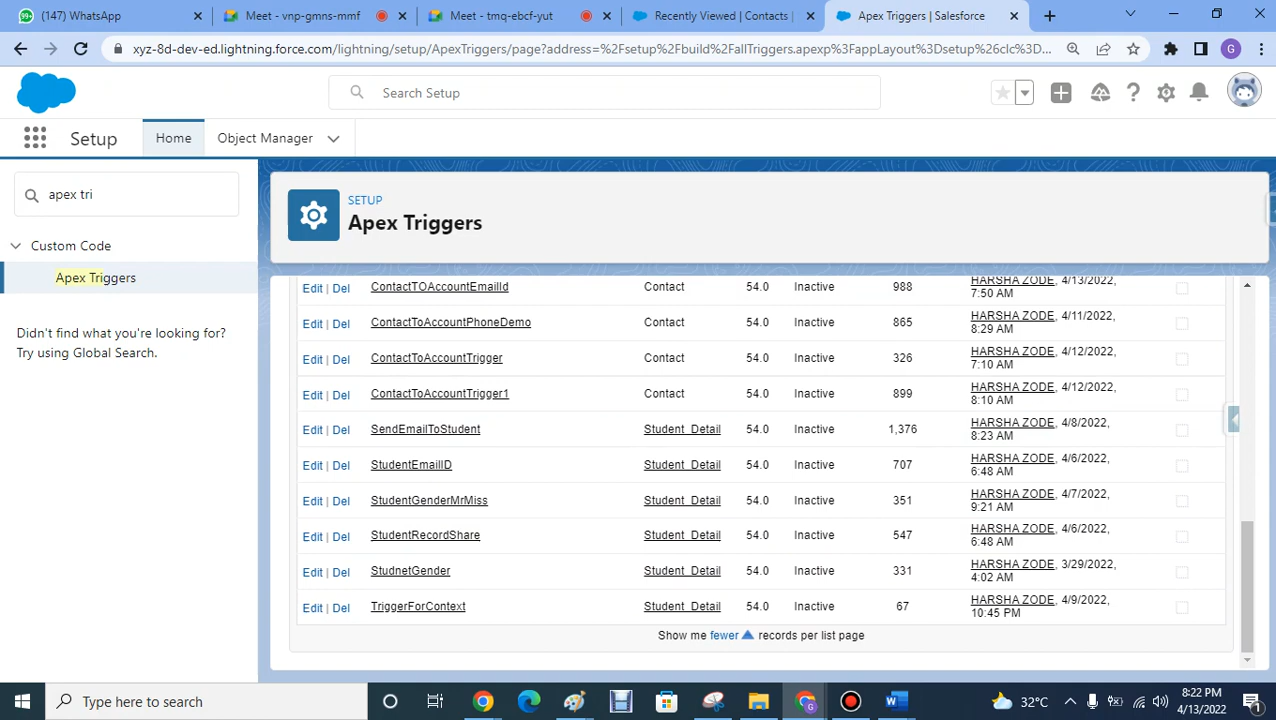 WhatsApp
Meet - vnp-gmns-mmf
Meet - tmq-ebcf-yut
Recently Viewed | Contacts |
Apex Triggers | Salesforce
xyz-8d-dev-ed.lightning.force.com/lightning/setup/ApexTriggers/page?address=%2Fsetup%2Fbuild%2FallTriggers.apexp%3FappLayout%3Dsetup%26clc%3D...
G
Search Setup
Setup
Home
Object Manager
apex tri
Custom Code
Apex Triggers
Didn't find what you're looking for?
Try using Global Search.
SETUP
Apex Triggers
Edit | Del ContactTOAccountEmailId Contact 54.0 Inactive 988 HARSHA ZODE, 4/13/2022, 7:50 AM
Edit | Del ContactToAccountPhoneDemo Contact 54.0 Inactive 865 HARSHA ZODE, 4/11/2022, 8:29 AM
Edit | Del ContactToAccountTrigger Contact 54.0 Inactive 326 HARSHA ZODE, 4/12/2022, 7:10 AM
Edit | Del ContactToAccountTrigger1 Contact 54.0 Inactive 899 HARSHA ZODE, 4/12/2022, 8:10 AM
Edit | Del SendEmailToStudent Student_Detail 54.0 Inactive 1,376 HARSHA ZODE, 4/8/2022, 8:23 AM
Edit | Del StudentEmailID Student_Detail 54.0 Inactive 707 HARSHA ZODE, 4/6/2022, 6:48 AM
Edit | Del StudentGenderMrMiss Student_Detail 54.0 Inactive 351 HARSHA ZODE, 4/7/2022, 9:21 AM
Edit | Del StudentRecordShare Student_Detail 54.0 Inactive 547 HARSHA ZODE, 4/6/2022, 6:48 AM
Edit | Del StudnetGender Student_Detail 54.0 Inactive 331 HARSHA ZODE, 3/29/2022, 4:02 AM
Edit | Del TriggerForContext Student_Detail 54.0 Inactive 67 HARSHA ZODE, 4/9/2022, 10:45 PM
Show me fewer records per list page
Type here to search
32°C
8:22 PM
4/13/2022